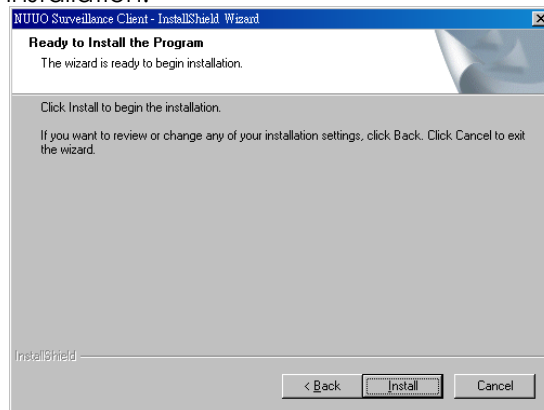 installation.
NUUO Surveillance Client - InstallShield Wizard
Ready to Install the Program
The wizard is ready to begin installation.
Click Install to begin the installation.
If you want to review or change any of your installation settings, click Back. Click Cancel to exit
the wizard.
InstallShield
< Back Install Cancel